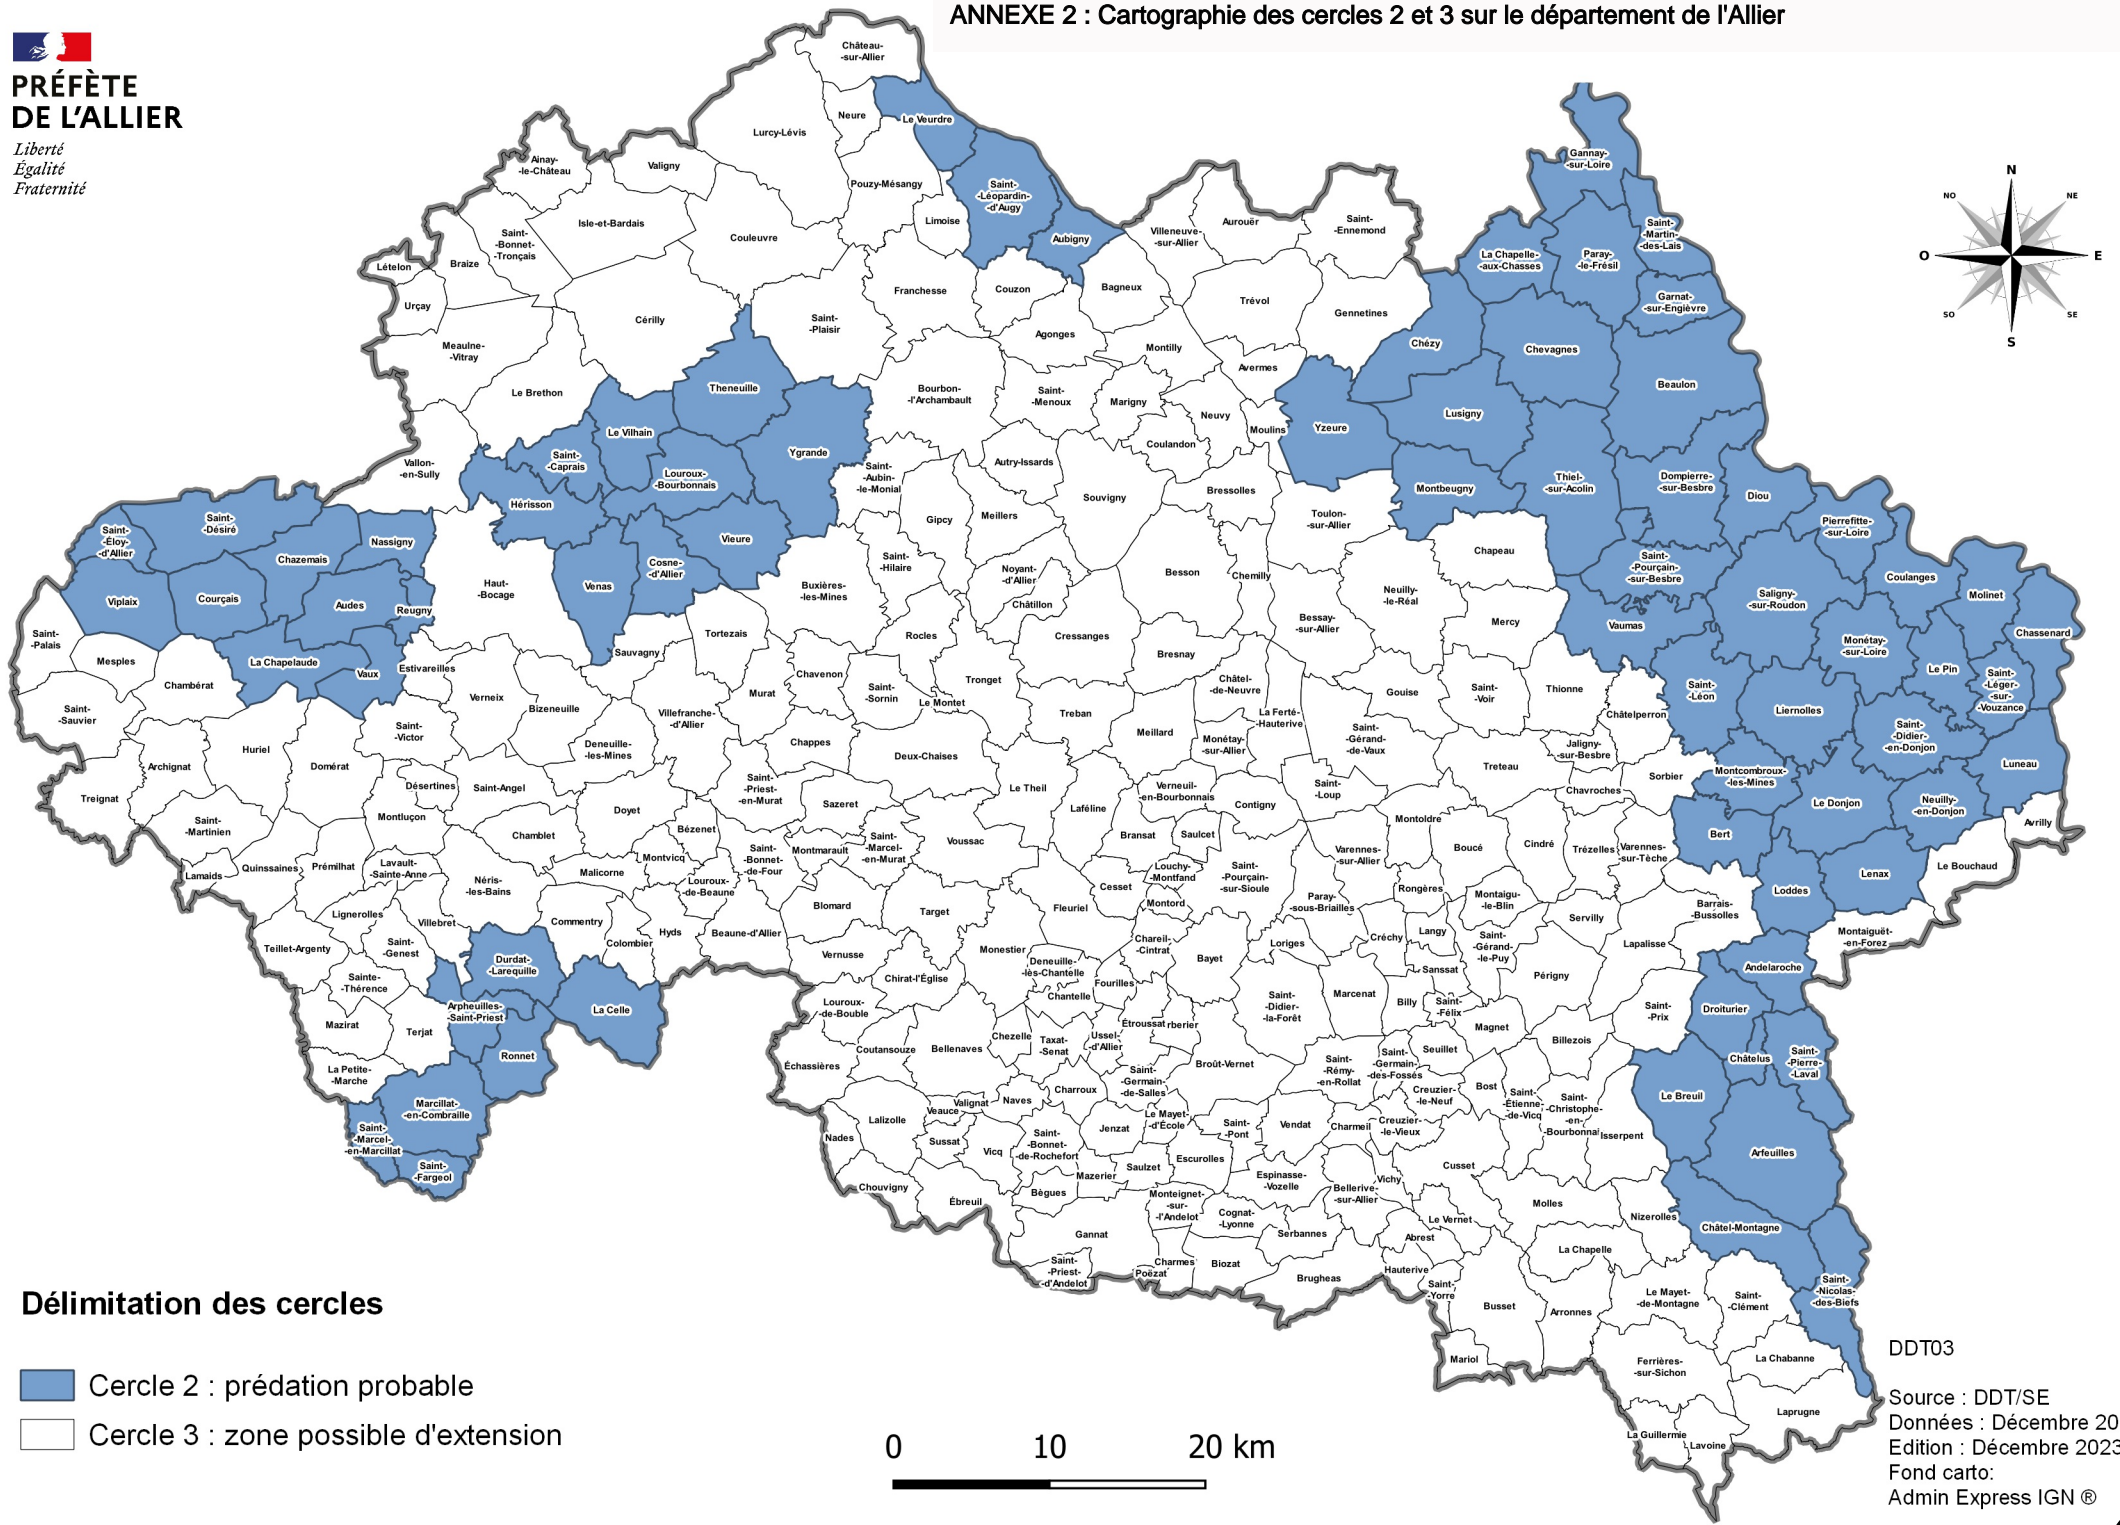 ANNEXE 2 : Cartographie des cercles 2 et 3 sur le département de l'Allier
PRÉFÈTE
DE L'ALLIER
Liberté
Égalité
Fraternité
N
NE
E
SE
S
SO
O
NO
Château-
-sur-Allier
Neure
Le Veurdre
Lurcy-Lévis
Ainay-
-le-Château
Valigny
Pouzy-Mésangy
Saint-
-Léopardin-
-d'Augy
Limoise
Aubigny
Isle-et-Bardais
Couleuvre
Saint-
-Bonnet-
-Tronçais
Braize
Lételon
Urçay
Villeneuve-
-sur-Allier
Aurouër
Saint-
-Ennemond
Gannay-
-sur-Loire
Saint-
-Martin-
-des-Lais
La Chapelle-
-aux-Chasses
Paray-
-le-Frésil
Garnat-
-sur-Engièvre
Franchesse
Couzon
Bagneux
Trévol
Gennetines
Cérilly
Saint-
-Plaisir
Agonges
Montilly
Meaulne-
-Vitray
Chézy
Chevagnes
Beaulon
Avermes
Le Brethon
Theneuille
Bourbon-
-l'Archambault
Saint-
-Menoux
Marigny
Neuvy
Moulins
Yzeure
Lusigny
Le Vilhain
Coulandon
Ygrande
Saint-
-Caprais
Louroux-
-Bourbonnais
Vallon-
-en-Sully
Saint-
-Aubin-
-le-Monial
Autry-Issards
Souvigny
Bressolles
Montbeugny
Thiel-
-sur-Acolin
Dompierre-
-sur-Besbre
Diou
Hérisson
Gipcy
Meillers
Toulon-
-sur-Allier
Pierrefitte-
-sur-Loire
Saint-
-Éloy-
-d'Allier
Saint-
-Désiré
Nassigny
Chazemais
Vieure
Cosne-
-d'Allier
Venas
Haut-
-Bocage
Saint-
-Hilaire
Buxières-
-les-Mines
Noyant-
-d'Allier
Châtillon
Besson
Chemilly
Neuilly-
-le-Réal
Chapeau
Saint-
-Pourçain-
-sur-Besbre
Coulanges
Molinet
Saligny-
-sur-Roudon
Viplaix
Courçais
Audes
Reugny
Saint-
-Palais
Mesples
La Chapelaude
Vaux
Estivareilles
Sauvagny
Tortezais
Rocles
Cressanges
Bresnay
Bessay-
-sur-Allier
Mercy
Vaumas
Monétay-
-sur-Loire
Chassenard
Le Pin
Saint-
-Léger-
-sur-
-Vouzance
Chambérat
Saint-
-Sauvier
Verneix
Bizeneuille
Villefranche-
-d'Allier
Murat
Chavenon
Saint-
-Sornin
Tronget
Le Montet
Treban
Châtel-
-de-Neuvre
La Ferté-
-Hauterive
Gouise
Saint-
-Voir
Thionne
Châtelperron
Saint-
-Léon
Liernolles
Saint-
-Didier-
-en-Donjon
Huriel
Saint-
-Victor
Deneuille-
-les-Mines
Chappes
Deux-Chaises
Meillard
Monétay-
-sur-Allier
Saint-
-Gérand-
-de-Vaux
Jaligny-
-sur-Besbre
Treteau
Sorbier
Montcombroux-
-les-Mines
Luneau
Archignat
Domérat
Désertines
Saint-Angel
Treignat
Saint-
-Priest-
-en-Murat
Sazeret
Le Theil
Laféline
Verneuil-
-en-Bourbonnais
Contigny
Saint-
-Loup
Chavroches
Le Donjon
Neuilly-
-en-Donjon
Avrilly
Saint-
-Martinien
Montluçon
Chamblet
Doyet
Bézenet
Montvicq
Saint-
-Bonnet-
-de-Four
Montmarault
Saint-
-Marcel-
-en-Murat
Voussac
Bransat
Saulcet
Montoldre
Varennes-
-sur-Allier
Boucé
Cindré
Trézelles
Varennes-
-sur-Tèche
Bert
Le Bouchaud
Lamaids
Quinssaines
Prémilhat
Lavault-
-Sainte-Anne
Néris-
-les-Bains
Malicorne
Louroux-
-de-Beaune
Cesset
Louchy-
-Montfand
Montord
Saint-
-Pourçain-
-sur-Sioule
Rongères
Montaigu-
-le-Blin
Loddes
Lenax
Lignerolles
Villebret
Commentry
Colombier
Hyds
Beaune-d'Allier
Blomard
Target
Fleuriel
Paray-
-sous-Briailles
Créchy
Langy
Servilly
Barrais-
-Bussolles
Montaiguët-
-en-Forez
Teillet-Argenty
Saint-
-Genest
Sainte-
-Thérence
Vernusse
Chirat-l'Église
Monestier
Deneuille-
-lès-Chantelle
Chareil-
-Cintrat
Bayet
Loriges
Saint-
-Gérand-
-le-Puy
Lapalisse
Périgny
Andelaroche
Durdat-
-Larequille
La Celle
Arpheuilles-
-Saint-Priest
Louroux-
-de-Bouble
Chantelle
Fourilles
Saint-
-Didier-
-la-Forêt
Marcenat
Billy
Sanssat
Saint-
-Félix
Magnet
Saint-
-Prix
Droiturier
Mazirat
Terjat
Ronnet
Coutansouze
Bellenaves
Chezelle
Taxat-
-Senat
Ussel-
-d'Allier
Étroussat
rberier
Billezois
Châtelus
Saint-
-Pierre-
-Laval
La Petite-
-Marche
Échassières
Saint-
-Germain-
-de-Salles
Broût-Vernet
Saint-
-Rémy-
-en-Rollat
Saint-
-Germain-
-des-Fossés
Seuillet
Bost
Le Breuil
Marcillat-
-en-Combraille
Charroux
Naves
Valignat
Veauce
Lalizolle
Creuzier-
-le-Neuf
Saint-
-Étienne-
-de-Vicq
Saint-
-Christophe-
-en-
-Bourbonnai
Isserpent
Saint-
-Marcel-
-en-Marcillat
Saint-
-Fargeol
Nades
Sussat
Vicq
Saint-
-Bonnet-
-de-Rochefort
Jenzat
Le Mayet-
-d'École
Saint-
-Pont
Vendat
Charmeil
Creuzier-
-le-Vieux
Arfeuilles
Saulzet
Mazerier
Escurolles
Cusset
Chouvigny
Ébreuil
Bègues
Monteignet-
-sur-
-l'Andelot
Espinasse-
-Vozelle
Bellerive-
-sur-Allier
Vichy
Molles
Nizerolles
Châtel-Montagne
Cognat-
-Lyonne
Serbannes
Le Vernet
Abrest
Gannat
La Chapelle
Saint-
-Priest-
-d'Andelot
Charmes
Poëzat
Biozat
Brugheas
Hauterive
Saint-
-Yorre
Busset
Arronnes
Le Mayet-
-de-Montagne
Saint-
-Clément
Saint-
-Nicolas-
-des-Biefs
Mariol
Ferrières-
-sur-Sichon
La Chabanne
Laprugne
La Guillermie
Lavoine
Délimitation des cercles
Cercle 2 : prédation probable
Cercle 3 : zone possible d'extension
0 10 20 km
DDT03
Source : DDT/SE
Données : Décembre 20
Edition : Décembre 2023
Fond carto:
Admin Express IGN ®